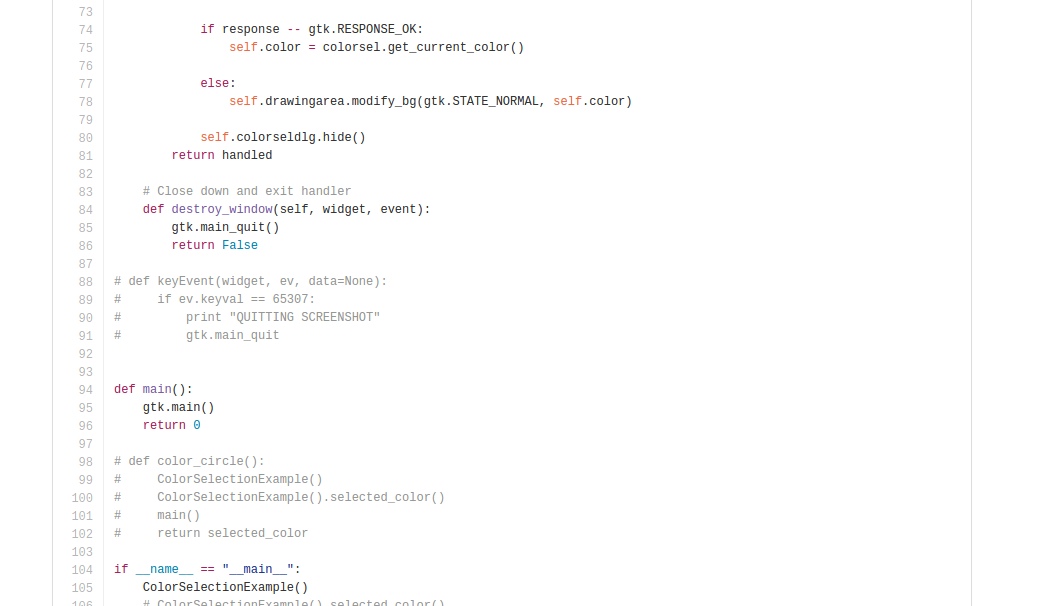 73
74 if response -- gtk.RESPONSE_OK:
75 self.color = colorsel.get_current_color()
76
77 else:
78 self.drawingarea.modify_bg(gtk.STATE_NORMAL, self.color)
79
80 self.colorseldlg.hide()
81 return handled
82
83 # Close down and exit handler
84 def destroy_window(self, widget, event):
85 gtk.main_quit()
86 return False
87
88 # def keyEvent(widget, ev, data=None):
89 #     if ev.keyval == 65307:
90 #         print "QUITTING SCREENSHOT"
91 #         gtk.main_quit
92
93
94 def main():
95 gtk.main()
96 return 0
97
98 # def color_circle():
99 #     ColorSelectionExample()
100 #     ColorSelectionExample().selected_color()
101 #     main()
102 #     return selected_color
103
104 if __name__ == "__main__":
105 ColorSelectionExample()
106 # ColorSelectionExample().selected_color()